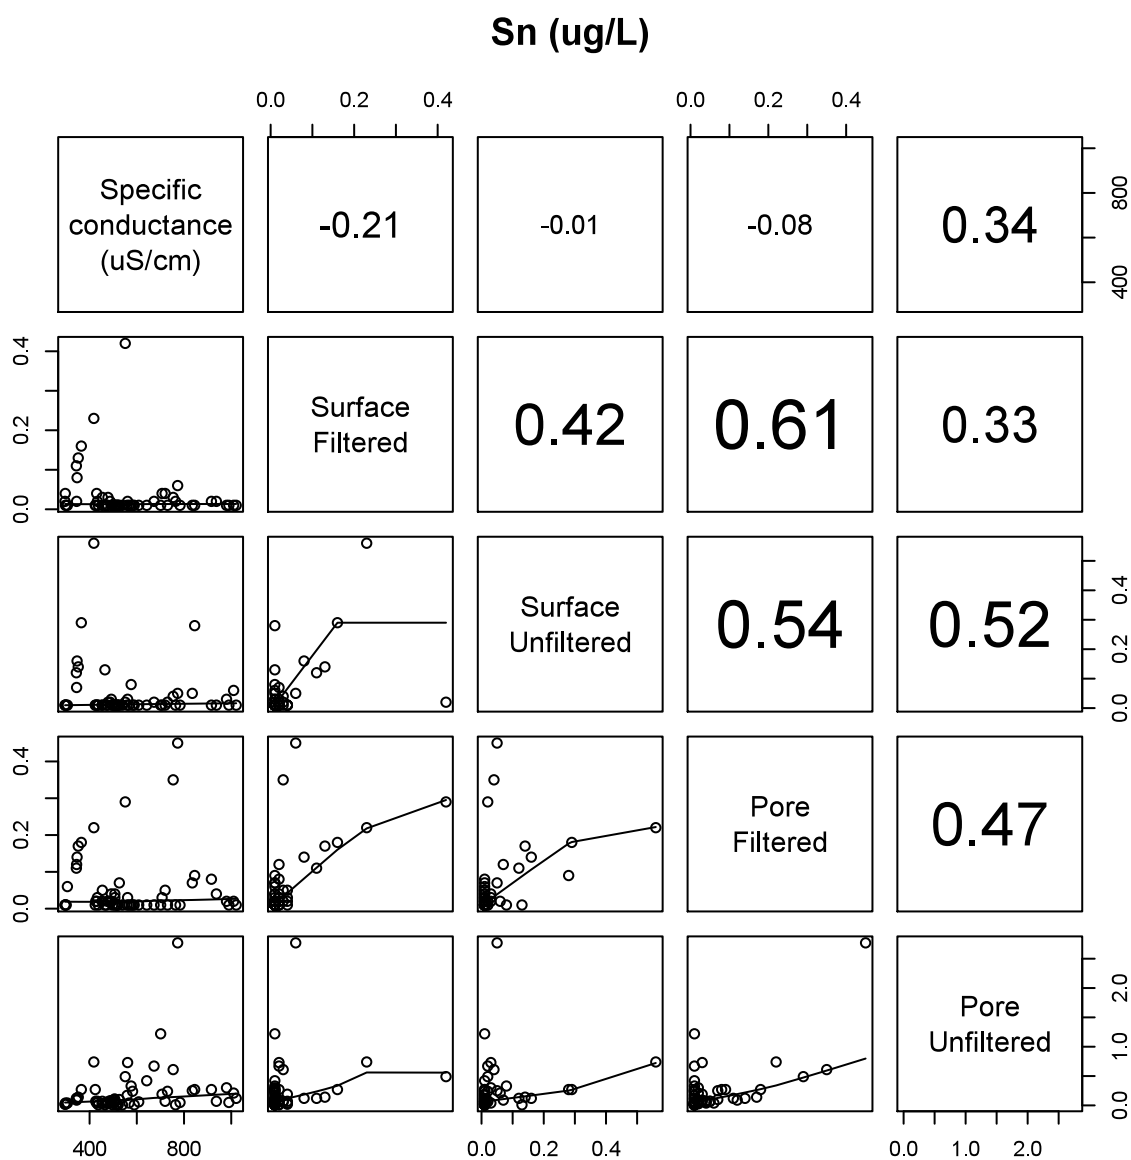 Sn (ug/L)
0.0 0.2 0.4 0.0 0.2 0.4
Specific
conductance
(uS/cm)
-0.21
-0.01
-0.08
0.34
400 800
0.0 0.2 0.4
Surface
Filtered
0.42
0.61
0.33
Surface
Unfiltered
0.54
0.52
0.0 0.2 0.4
0.0 0.2 0.4
Pore
Filtered
0.47
Pore
Unfiltered
0.0 1.0 2.0
400 800 0.0 0.2 0.4 0.0 1.0 2.0